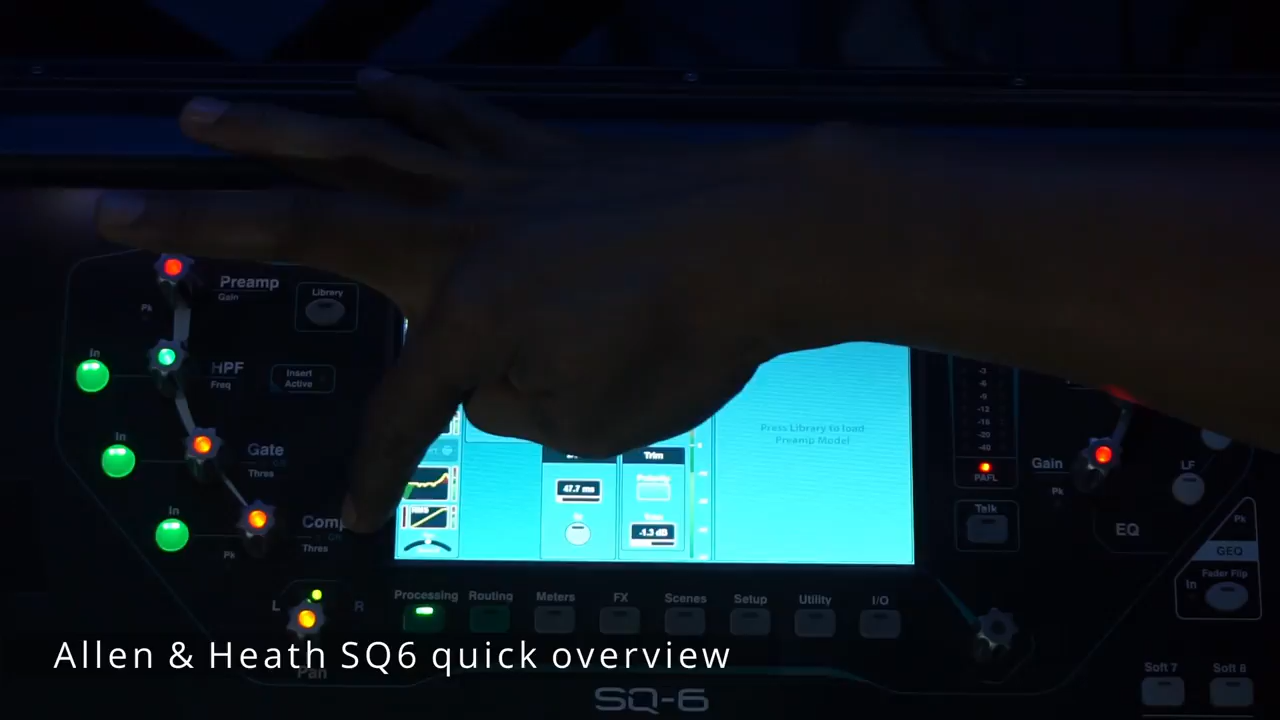 Preamp
Gain
Library
Pk
In
HPF
Freq
Insert
Active
In
Gate
Thres
In
Comp
Thres
Pk
L
R
Pan
Press Library to load
Preamp Model
Trim
47.7 ms
Polarity
-1.3 dB
Processing
Routing
Meters
FX
Scenes
Setup
Utility
I/O
-3
-6
-9
-12
-16
-20
-40
PAFL
Talk
Gain
Pk
LF
EQ
Pk
GEQ
In
Fader Flip
Soft 7
Soft 8
SQ-6
Allen & Heath SQ6 quick overview